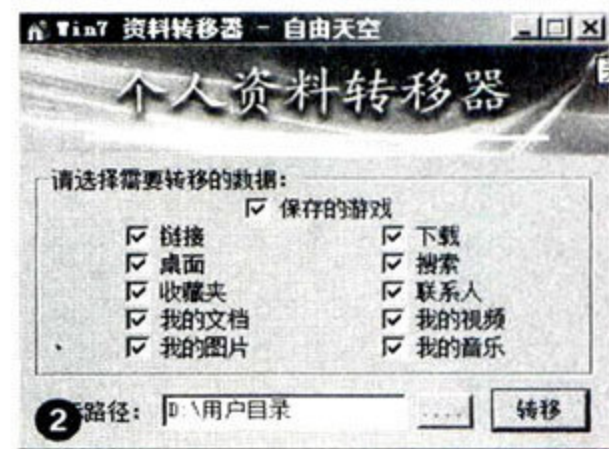 Win7 资料转移器 - 自由天空
个人资料转移器
请选择需要转移的数据:
保存的游戏
链接 下载
桌面 搜索
收藏夹 联系人
我的文档 我的视频
我的图片 我的音乐
2 路径: D:\用户目录 .... 转移